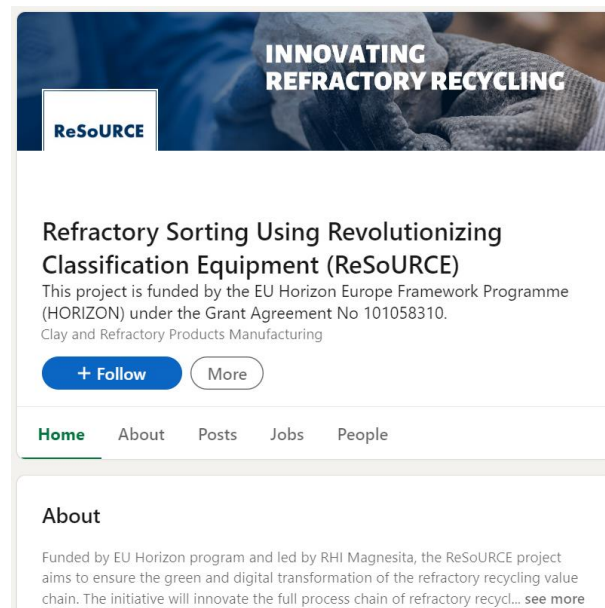 INNOVATING
REFRACTORY RECYCLING
ReSoURCE
Refractory Sorting Using Revolutionizing
Classification Equipment (ReSoURCE)
This project is funded by the EU Horizon Europe Framework Programme
(HORIZON) under the Grant Agreement No 101058310.
Clay and Refractory Products Manufacturing
+ Follow
More
Home About Posts Jobs People
About
Funded by EU Horizon program and led by RHI Magnesita, the ReSoURCE project
aims to ensure the green and digital transformation of the refractory recycling value
chain. The initiative will innovate the full process chain of refractory recycl... see more